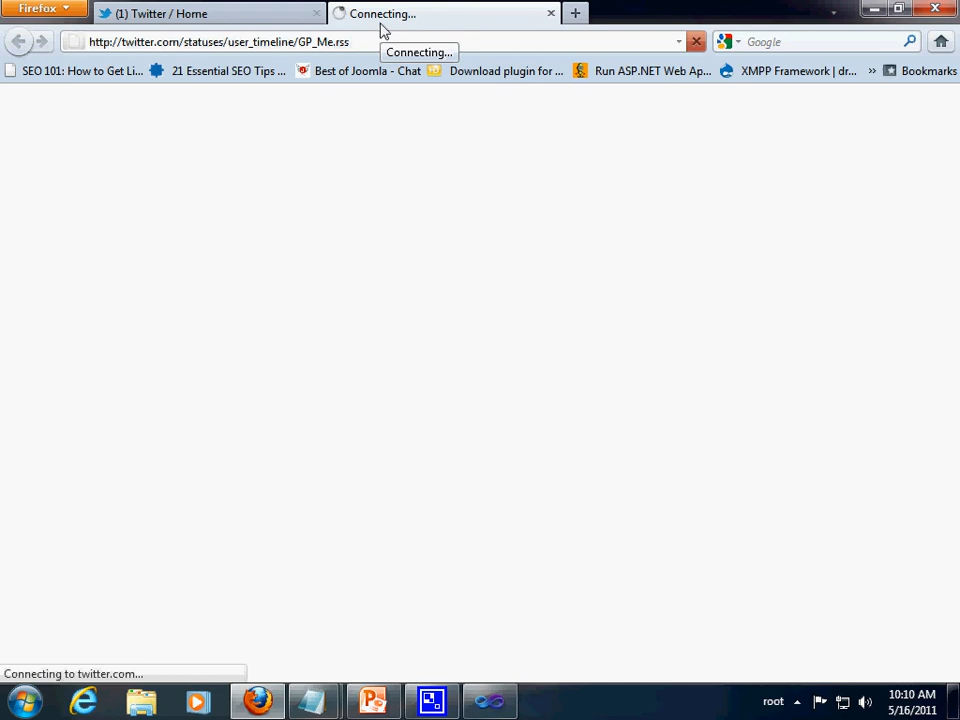 Firefox
(1) Twitter / Home
Connecting...
http://twitter.com/statuses/user_timeline/GP_Me.rss
Google
Connecting...
SEO 101: How to Get Li...
21 Essential SEO Tips ...
Best of Joomla - Chat
Download plugin for ...
Run ASP.NET Web Ap...
XMPP Framework | dr...
»
Bookmarks
Connecting to twitter.com...
root
10:10 AM
5/16/2011